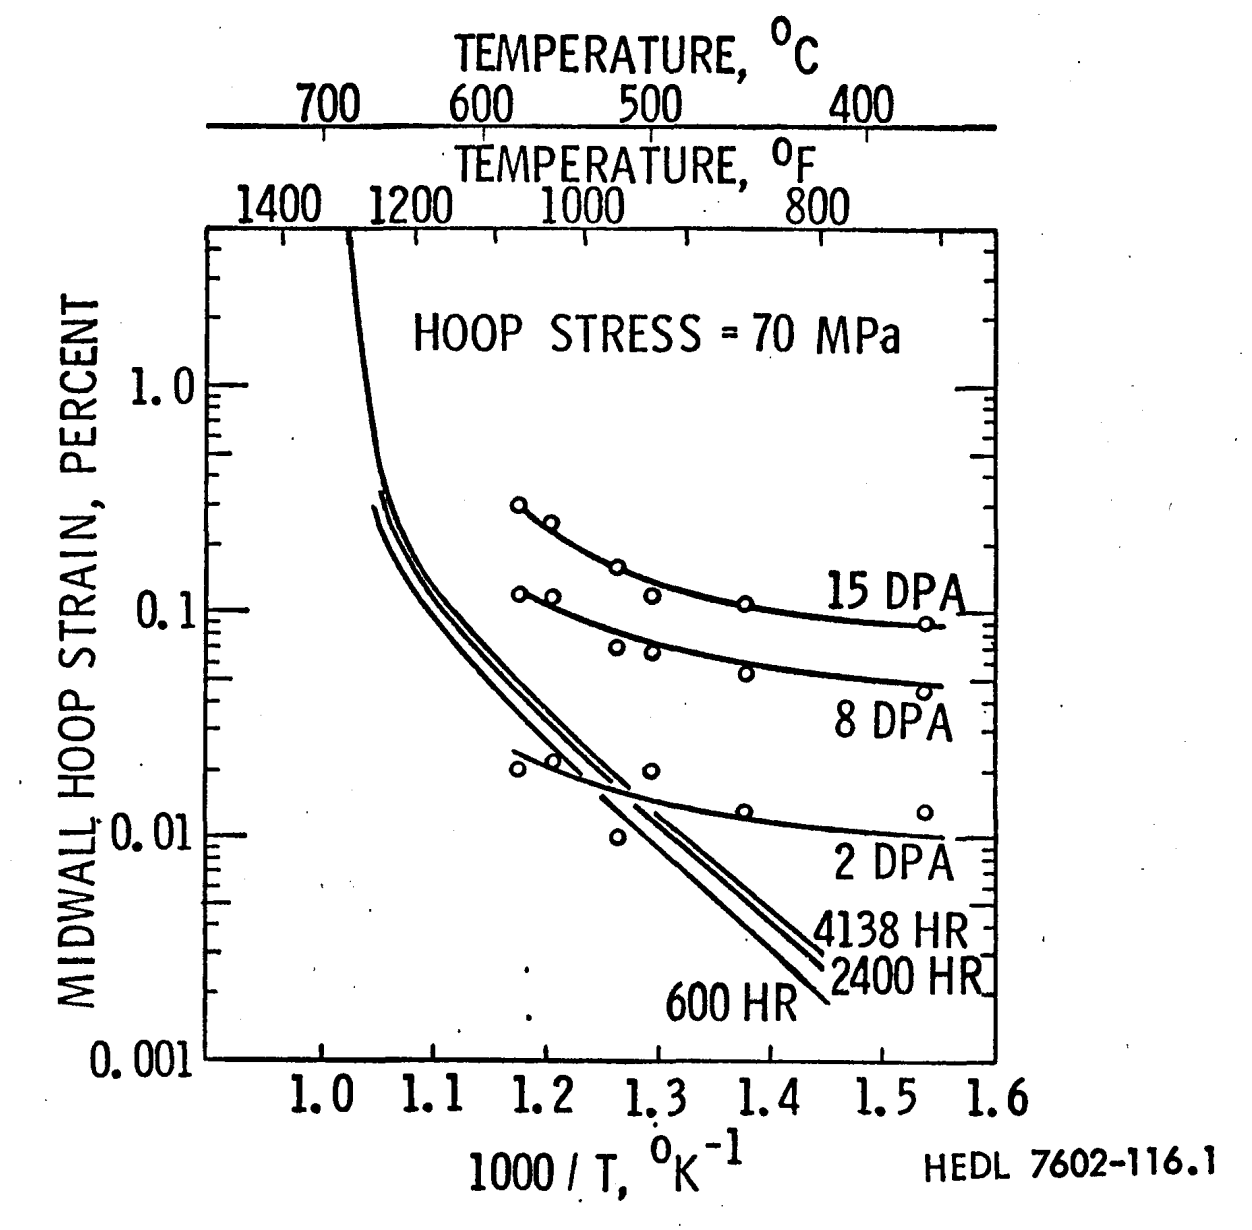 TEMPERATURE, °C
700 600 500 400
TEMPERATURE, °F
1400 1200 1000 800
HOOP STRESS = 70 MPa
MIDWALL HOOP STRAIN, PERCENT
1.0
0.1
0.01
0.001
15 DPA
8 DPA
2 DPA
4138 HR
2400 HR
600 HR
1.0 1.1 1.2 1.3 1.4 1.5 1.6
1000 / T, °K⁻¹
HEDL 7602-116.1